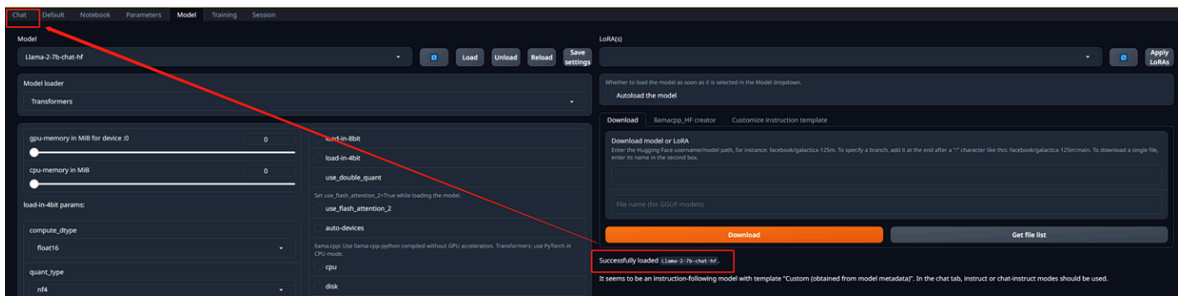 Chat Default Notebook Parameters Model Training Session
Model
Llama-2-7b-chat-hf
Load Unload Reload Save settings
Model loader
Transformers
gpu-memory in MiB for device :0 0
cpu-memory in MiB 0
load-in-4bit params:
compute_dtype
float16
quant_type
nf4
load-in-8bit
load-in-4bit
use_double_quant
Set use_flash_attention_2=True while loading the model.
use_flash_attention_2
auto-devices
llama.cpp: Use llama-cpp-python compiled without GPU acceleration. Transformers: use PyTorch in
CPU mode.
cpu
disk
LoRA(s)
Apply LoRAs
Whether to load the model as soon as it is selected in the Model dropdown.
Autoload the model
Download llamacpp_HF creator Customize instruction template
Download model or LoRA
Enter the Hugging Face username/model path, for instance: facebook/galactica-125m. To specify a branch, add it at the end after a ":" character like this: facebook/galactica-125m:main. To download a single file,
enter its name in the second box.
File name (for GGUF models)
Download Get file list
Successfully loaded Llama-2-7b-chat-hf.
It seems to be an instruction-following model with template "Custom (obtained from model metadata)". In the chat tab, instruct or chat-instruct modes should be used.